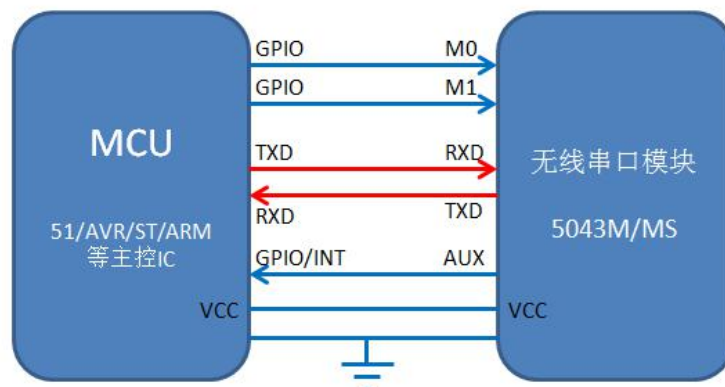 GPIO M0
GPIO M1
MCU
TXD RXD
无线串口模块
RXD TXD
51/AVR/ST/ARM
等主控IC
5043M/MS
GPIO/INT AUX
VCC VCC